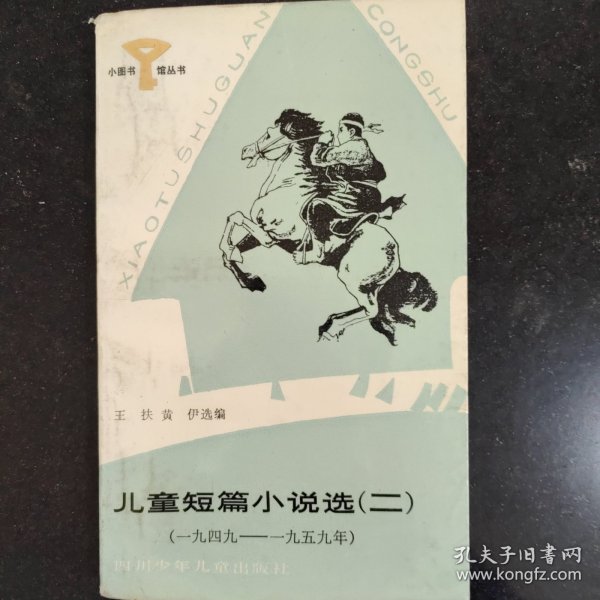 小图书馆丛书
XIAOTUSHUGUAN
CONGSHU
王 扶 黄 伊选编
儿童短篇小说选(二)
(一九四九——一九五九年)
四川少年儿童出版社
孔夫子旧书网
www.kongfz.com